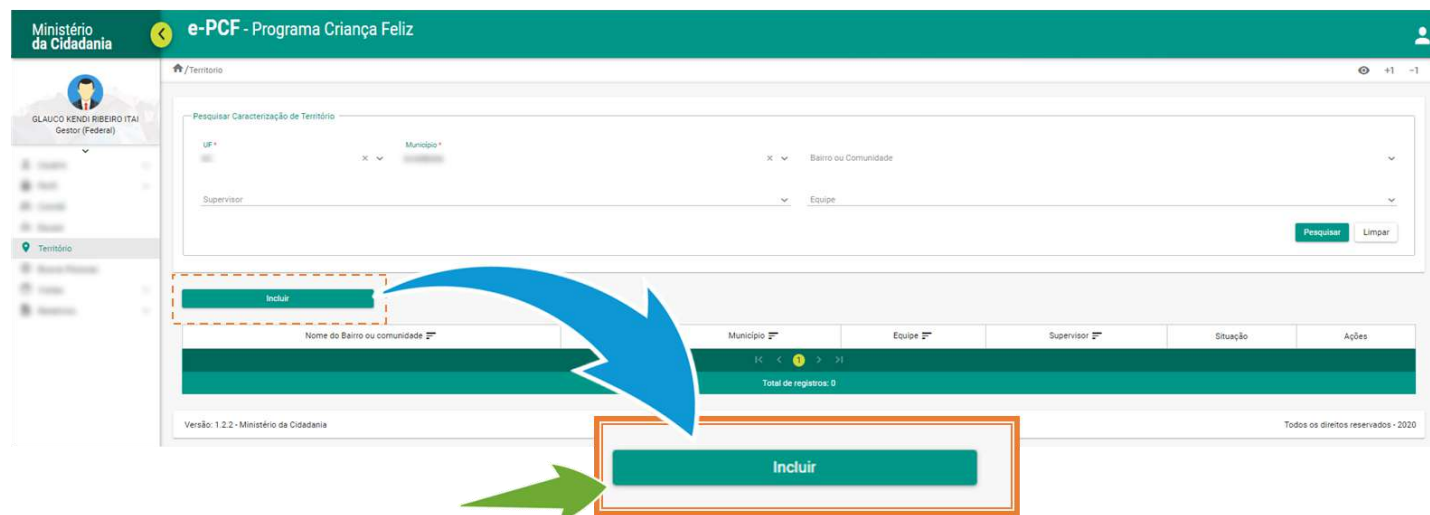 Ministério
da Cidadania
e-PCF - Programa Criança Feliz
/Territorio
+1 -1
GLAUCO KENDI RIBEIRO ITAI
Gestor (Federal)
Território
Pesquisar Caracterização de Território
UF *
Município *
Bairro ou Comunidade
Supervisor
Equipe
Pesquisar
Limpar
Incluir
Nome do Bairro ou comunidade
Município
Equipe
Supervisor
Situação
Ações
1
Total de registros: 0
Versão: 1.2.2 - Ministério da Cidadania
Todos os direitos reservados - 2020
Incluir